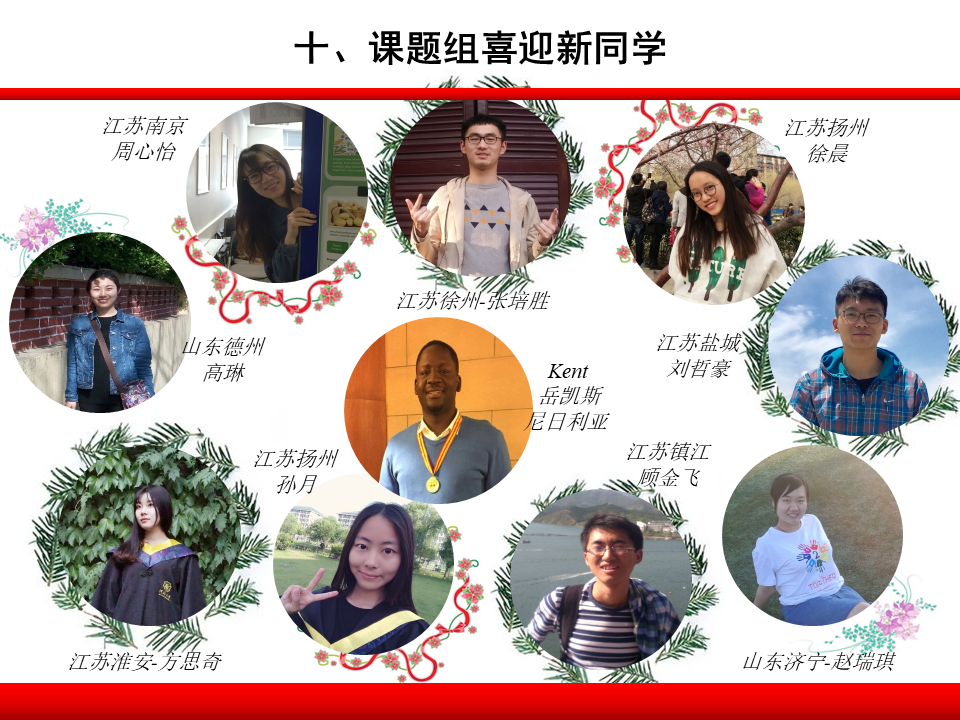 十、课题组喜迎新同学
江苏南京
周心怡
江苏扬州
徐晨
江苏徐州-张培胜
山东德州
高琳
Kent
岳凯斯
尼日利亚
江苏盐城
刘哲豪
江苏扬州
孙月
江苏镇江
顾金飞
江苏淮安-方思奇
山东济宁-赵瑞琪